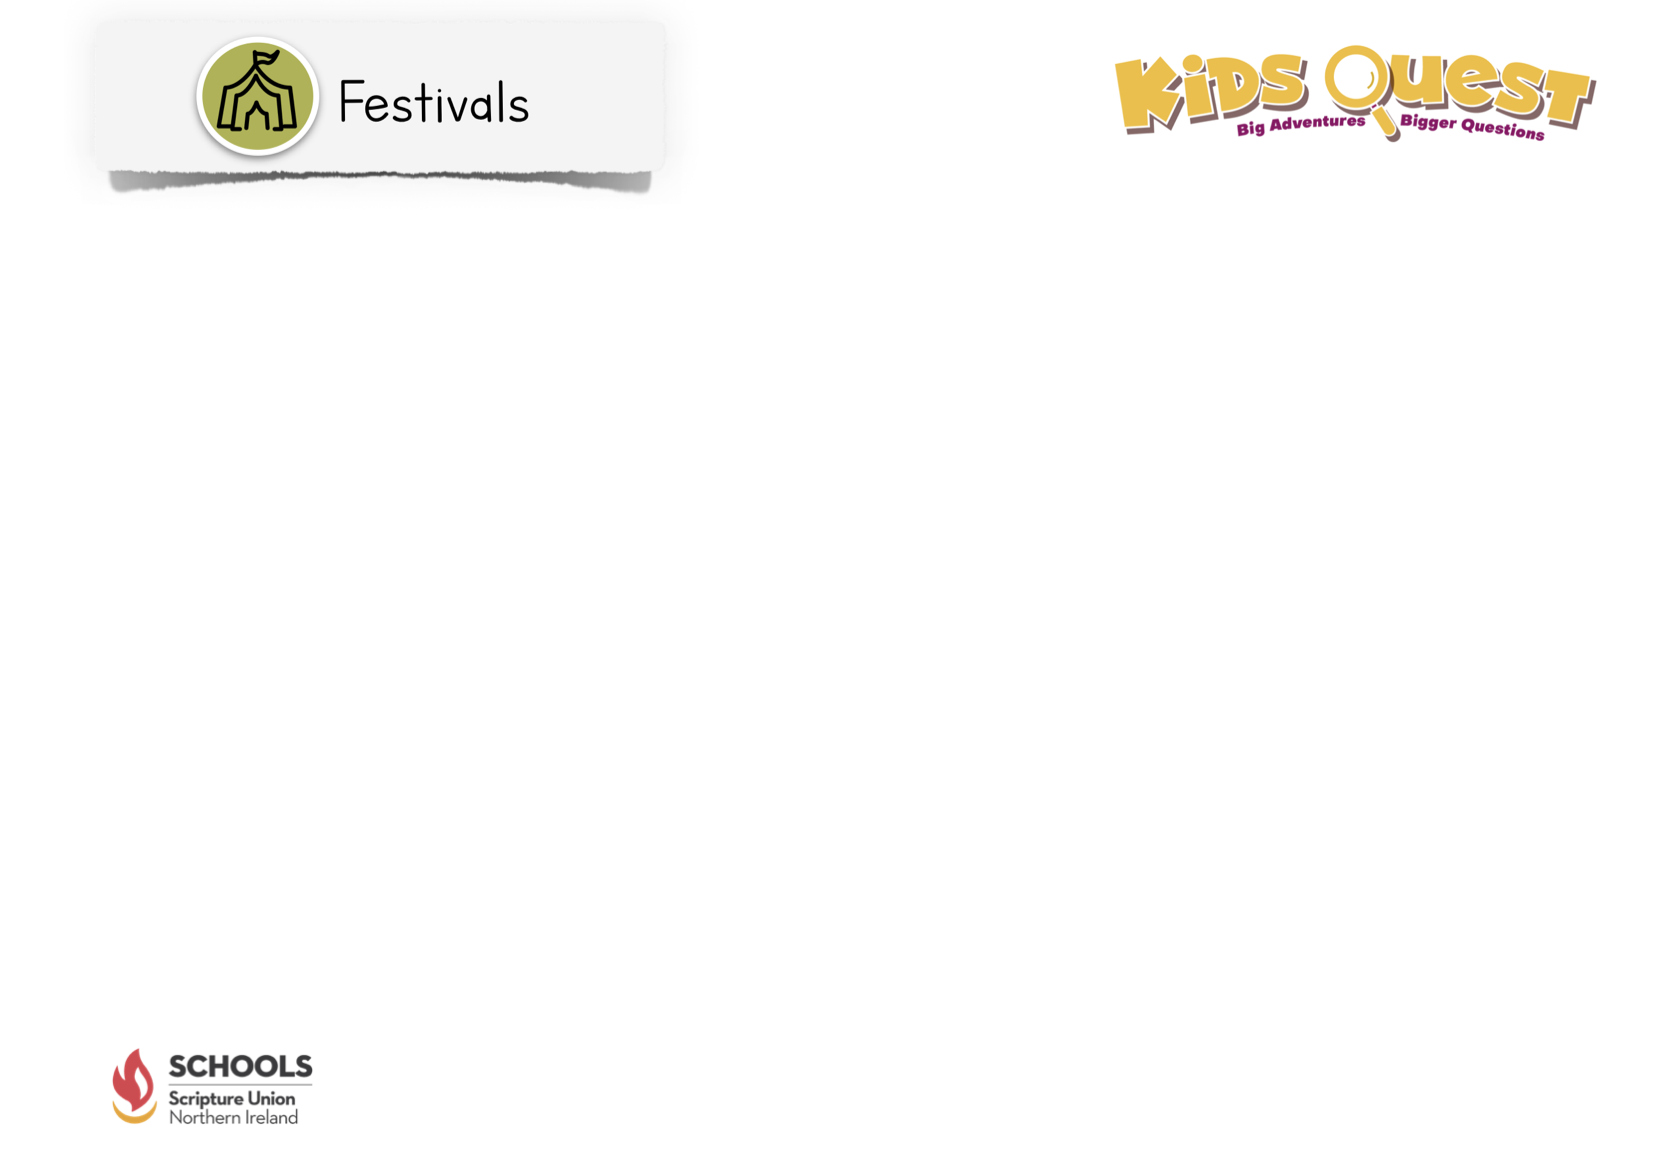 Festivals
KiDS QUEST
Big Adventures Bigger Questions
SCHOOLS
Scripture Union
Northern Ireland